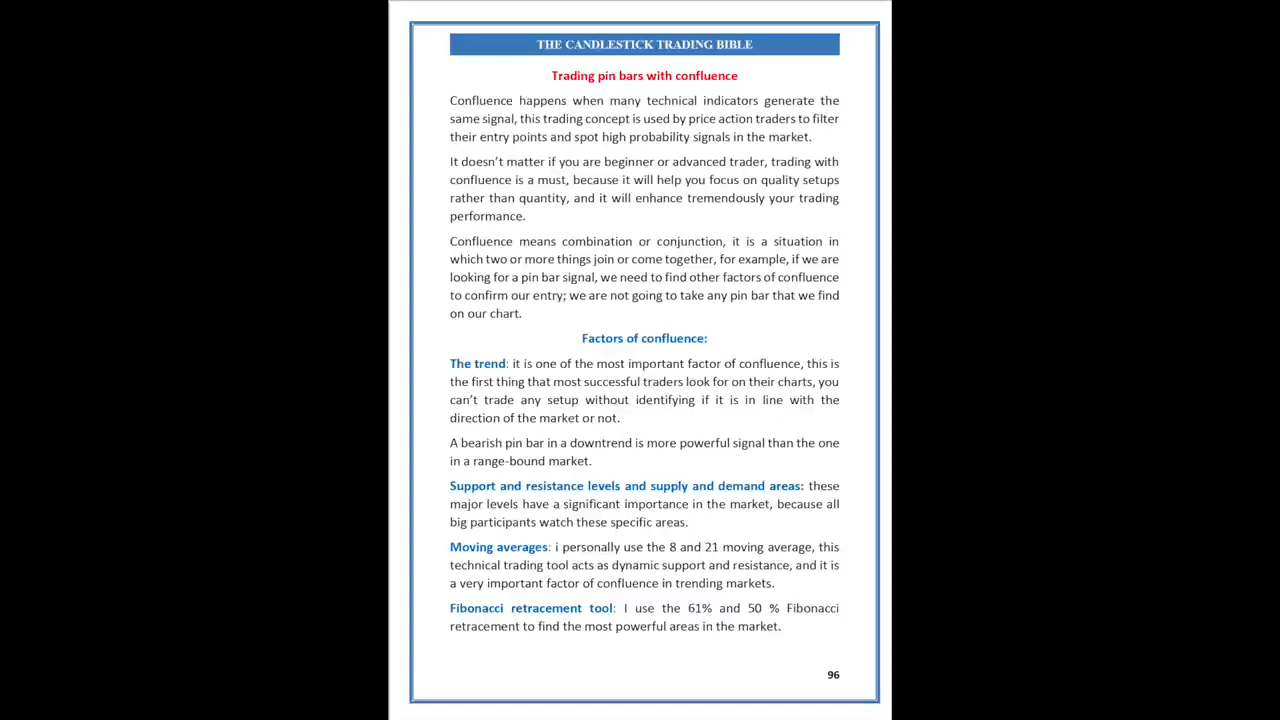 THE CANDLESTICK TRADING BIBLE
Trading pin bars with confluence
Confluence happens when many technical indicators generate the
same signal, this trading concept is used by price action traders to filter
their entry points and spot high probability signals in the market.
It doesn’t matter if you are beginner or advanced trader, trading with
confluence is a must, because it will help you focus on quality setups
rather than quantity, and it will enhance tremendously your trading
performance.
Confluence means combination or conjunction, it is a situation in
which two or more things join or come together, for example, if we are
looking for a pin bar signal, we need to find other factors of confluence
to confirm our entry; we are not going to take any pin bar that we find
on our chart.
Factors of confluence:
The trend: it is one of the most important factor of confluence, this is
the first thing that most successful traders look for on their charts, you
can’t trade any setup without identifying if it is in line with the
direction of the market or not.
A bearish pin bar in a downtrend is more powerful signal than the one
in a range-bound market.
Support and resistance levels and supply and demand areas: these
major levels have a significant importance in the market, because all
big participants watch these specific areas.
Moving averages: i personally use the 8 and 21 moving average, this
technical trading tool acts as dynamic support and resistance, and it is
a very important factor of confluence in trending markets.
Fibonacci retracement tool: I use the 61% and 50 % Fibonacci
retracement to find the most powerful areas in the market.
96